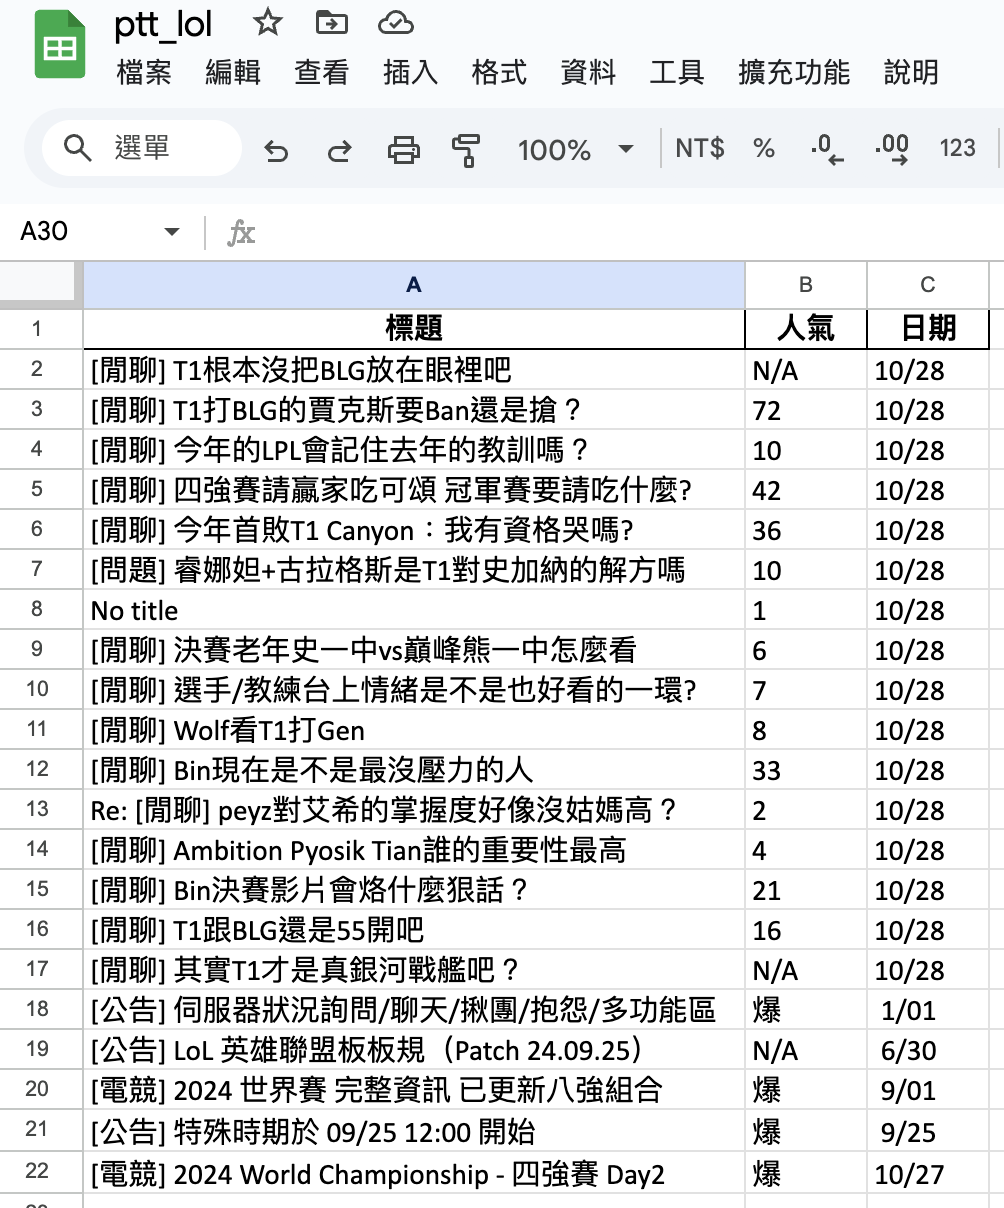 ptt_lol
檔案 編輯 查看 插入 格式 資料 工具 擴充功能 說明
選單 100% NT$ % .0 .00 123
A30 fx
A B C
1 標題 人氣 日期
2 [閒聊] T1根本沒把BLG放在眼裡吧 N/A 10/28
3 [閒聊] T1打BLG的賈克斯要Ban還是搶？ 72 10/28
4 [閒聊] 今年的LPL會記住去年的教訓嗎？ 10 10/28
5 [閒聊] 四強賽請贏家吃可頌 冠軍賽要請吃什麼? 42 10/28
6 [閒聊] 今年首敗T1 Canyon：我有資格哭嗎? 36 10/28
7 [問題] 睿娜妲+古拉格斯是T1對史加納的解方嗎 10 10/28
8 No title 1 10/28
9 [閒聊] 決賽老年史一中vs巔峰熊一中怎麼看 6 10/28
10 [閒聊] 選手/教練台上情緒是不是也好看的一環? 7 10/28
11 [閒聊] Wolf看T1打Gen 8 10/28
12 [閒聊] Bin現在是不是最沒壓力的人 33 10/28
13 Re: [閒聊] peyz對艾希的掌握度好像沒姑媽高？ 2 10/28
14 [閒聊] Ambition Pyosik Tian誰的重要性最高 4 10/28
15 [閒聊] Bin決賽影片會烙什麼狠話？ 21 10/28
16 [閒聊] T1跟BLG還是55開吧 16 10/28
17 [閒聊] 其實T1才是真銀河戰艦吧？ N/A 10/28
18 [公告] 伺服器狀況詢問/聊天/揪團/抱怨/多功能區 爆 1/01
19 [公告] LoL 英雄聯盟板板規（Patch 24.09.25） N/A 6/30
20 [電競] 2024 世界賽 完整資訊 已更新八強組合 爆 9/01
21 [公告] 特殊時期於 09/25 12:00 開始 爆 9/25
22 [電競] 2024 World Championship - 四強賽 Day2 爆 10/27